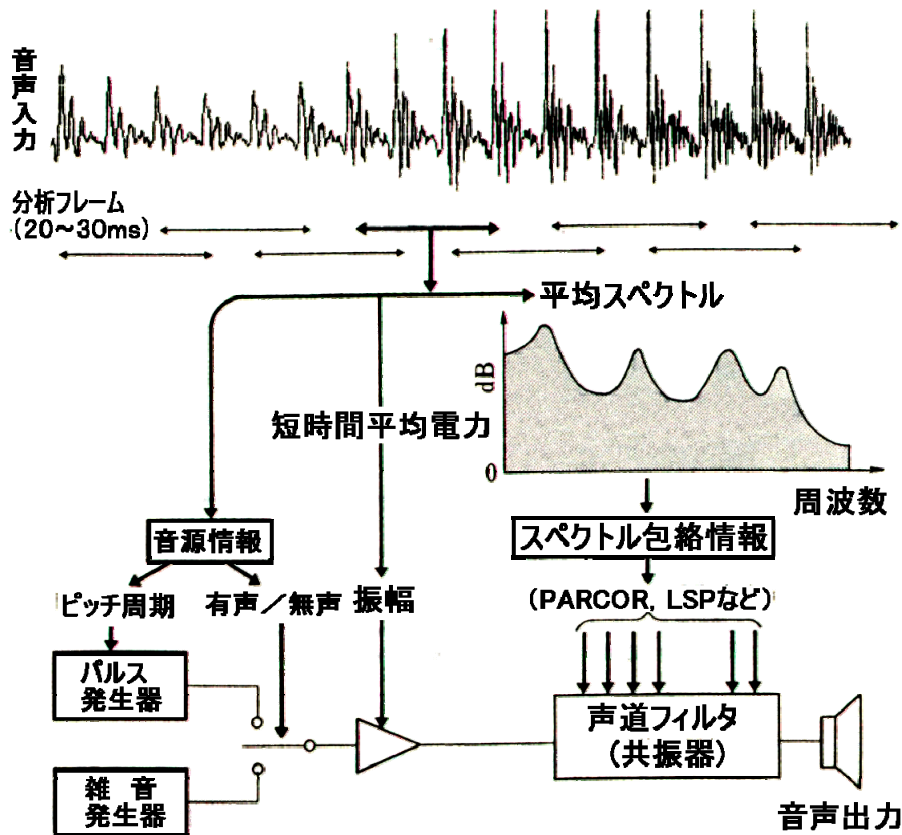 音声入力
分析フレーム
(20～30ms)
平均スペクトル
dB
0
周波数
短時間平均電力
音源情報
スペクトル包絡情報
ピッチ周期
有声／無声
振幅
(PARCOR, LSPなど)
パルス
発生器
声道フィルタ
(共振器)
雑 音
発生器
音声出力